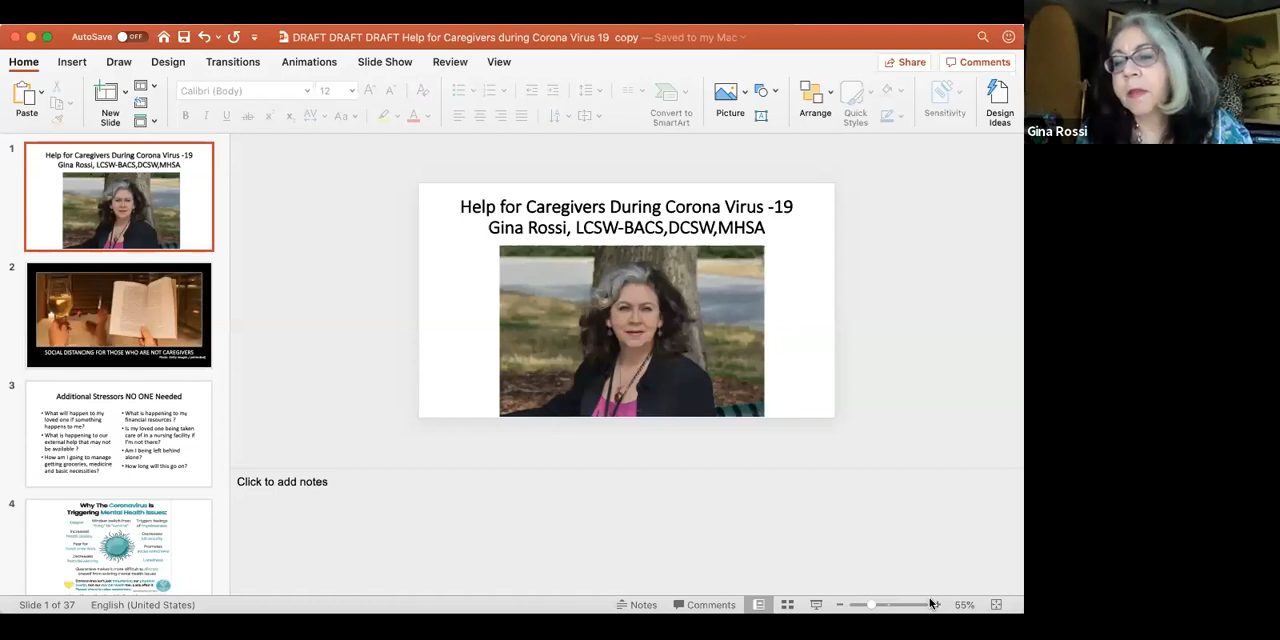 AutoSave OFF
DRAFT DRAFT DRAFT Help for Caregivers during Corona Virus 19 copy — Saved to my Mac
Home Insert Draw Design Transitions Animations Slide Show Review View Share Comments
Paste New Slide Calibri (Body) 12 Convert to SmartArt Picture Arrange Quick Styles Sensitivity Design Ideas
Gina Rossi
1
Help for Caregivers During Corona Virus -19
Gina Rossi, LCSW-BACS,DCSW,MHSA
2
SOCIAL DISTANCING FOR THOSE WHO ARE NOT CAREGIVERS
3
Additional Stressors NO ONE Needed
• What will happen to my
loved one if something
happens to me?
• What is happening to our
external help that may not
be available ?
• How am I going to manage
getting groceries, medicine
and basic necessities?
• What is happening to my
financial resources ?
• Is my loved one being taken
care of in a nursing facility if
I'm not there?
• Am I being left behind
alone?
• How long will this go on?
4
Why The Coronavirus Is
Triggering Mental Health Issues:
Help for Caregivers During Corona Virus -19
Gina Rossi, LCSW-BACS,DCSW,MHSA
Click to add notes
Slide 1 of 37 English (United States) Notes Comments 55%